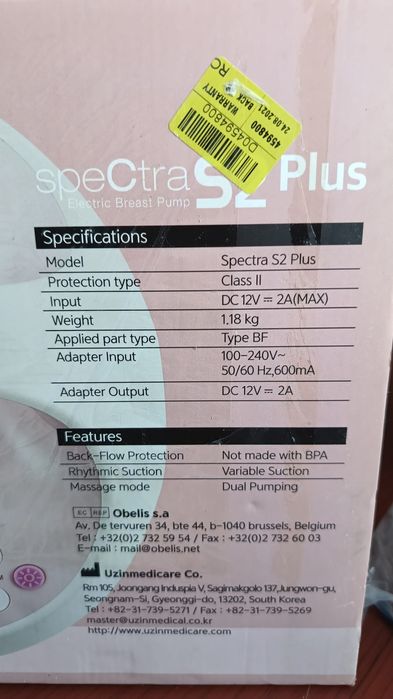 speCtra S2 Plus
Electric Breast Pump
RC
BACK WARRANTY
24.08.2021
4594800
D04594800
Specifications
Model Spectra S2 Plus
Protection type Class II
Input DC 12V ⎓ 2A(MAX)
Weight 1.18 kg
Applied part type Type BF
Adapter Input 100-240V~
50/60 Hz,600mA
Adapter Output DC 12V ⎓ 2A
Features
Back-Flow Protection Not made with BPA
Rhythmic Suction Variable Suction
Massage mode Dual Pumping
EC REP Obelis s.a
Av. De tervuren 34, bte 44, b-1040 brussels, Belgium
Tel : +32(0)2 732 59 54 / Fax : +32(0)2 732 60 03
E-mail : mail@obelis.net
Uzinmedicare Co.
Rm 105, Joongang Induspia V, Sagimakgolo 137,Jungwon-gu,
Seongnam-Si, Gyeonggi-do, 13202, South Korea
Tel : +82-31-739-5271 / Fax : +82-31-739-5269
master@uzinmedical.co.kr
http://www.uzinmedicare.com